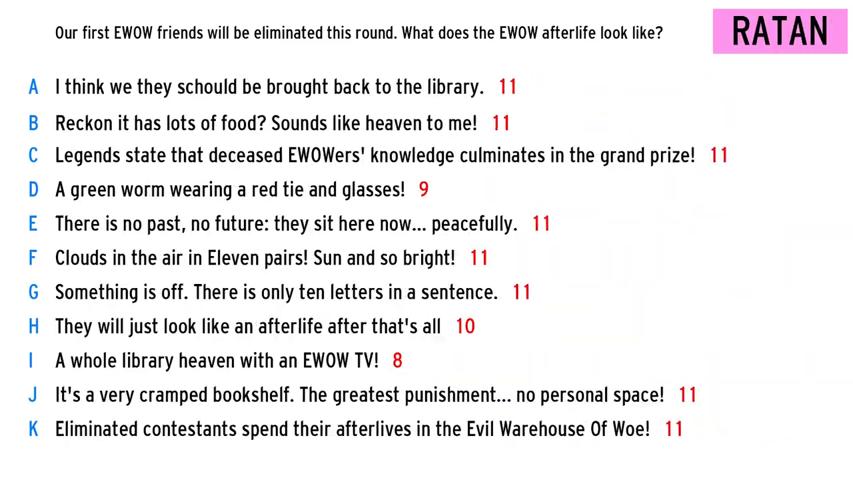 Our first EWOW friends will be eliminated this round. What does the EWOW afterlife look like?
RATAN
A I think we they schould be brought back to the library. 11
B Reckon it has lots of food? Sounds like heaven to me! 11
C Legends state that deceased EWOWers' knowledge culminates in the grand prize! 11
D A green worm wearing a red tie and glasses! 9
E There is no past, no future: they sit here now... peacefully. 11
F Clouds in the air in Eleven pairs! Sun and so bright! 11
G Something is off. There is only ten letters in a sentence. 11
H They will just look like an afterlife after that's all 10
I A whole library heaven with an EWOW TV! 8
J It's a very cramped bookshelf. The greatest punishment... no personal space! 11
K Eliminated contestants spend their afterlives in the Evil Warehouse Of Woe! 11